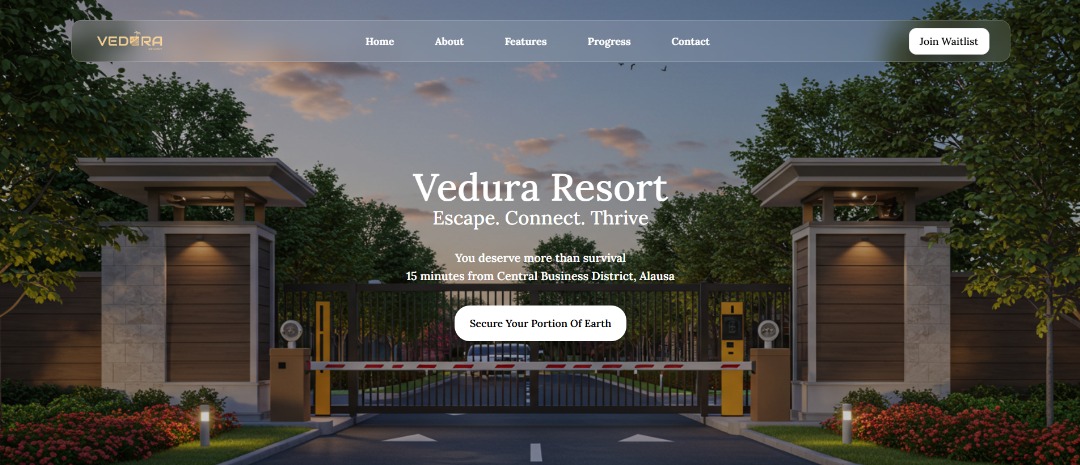 VEDURA
Home
About
Features
Progress
Contact
Join Waitlist
Vedura Resort
Escape. Connect. Thrive
You deserve more than survival
15 minutes from Central Business District, Alausa
Secure Your Portion Of Earth